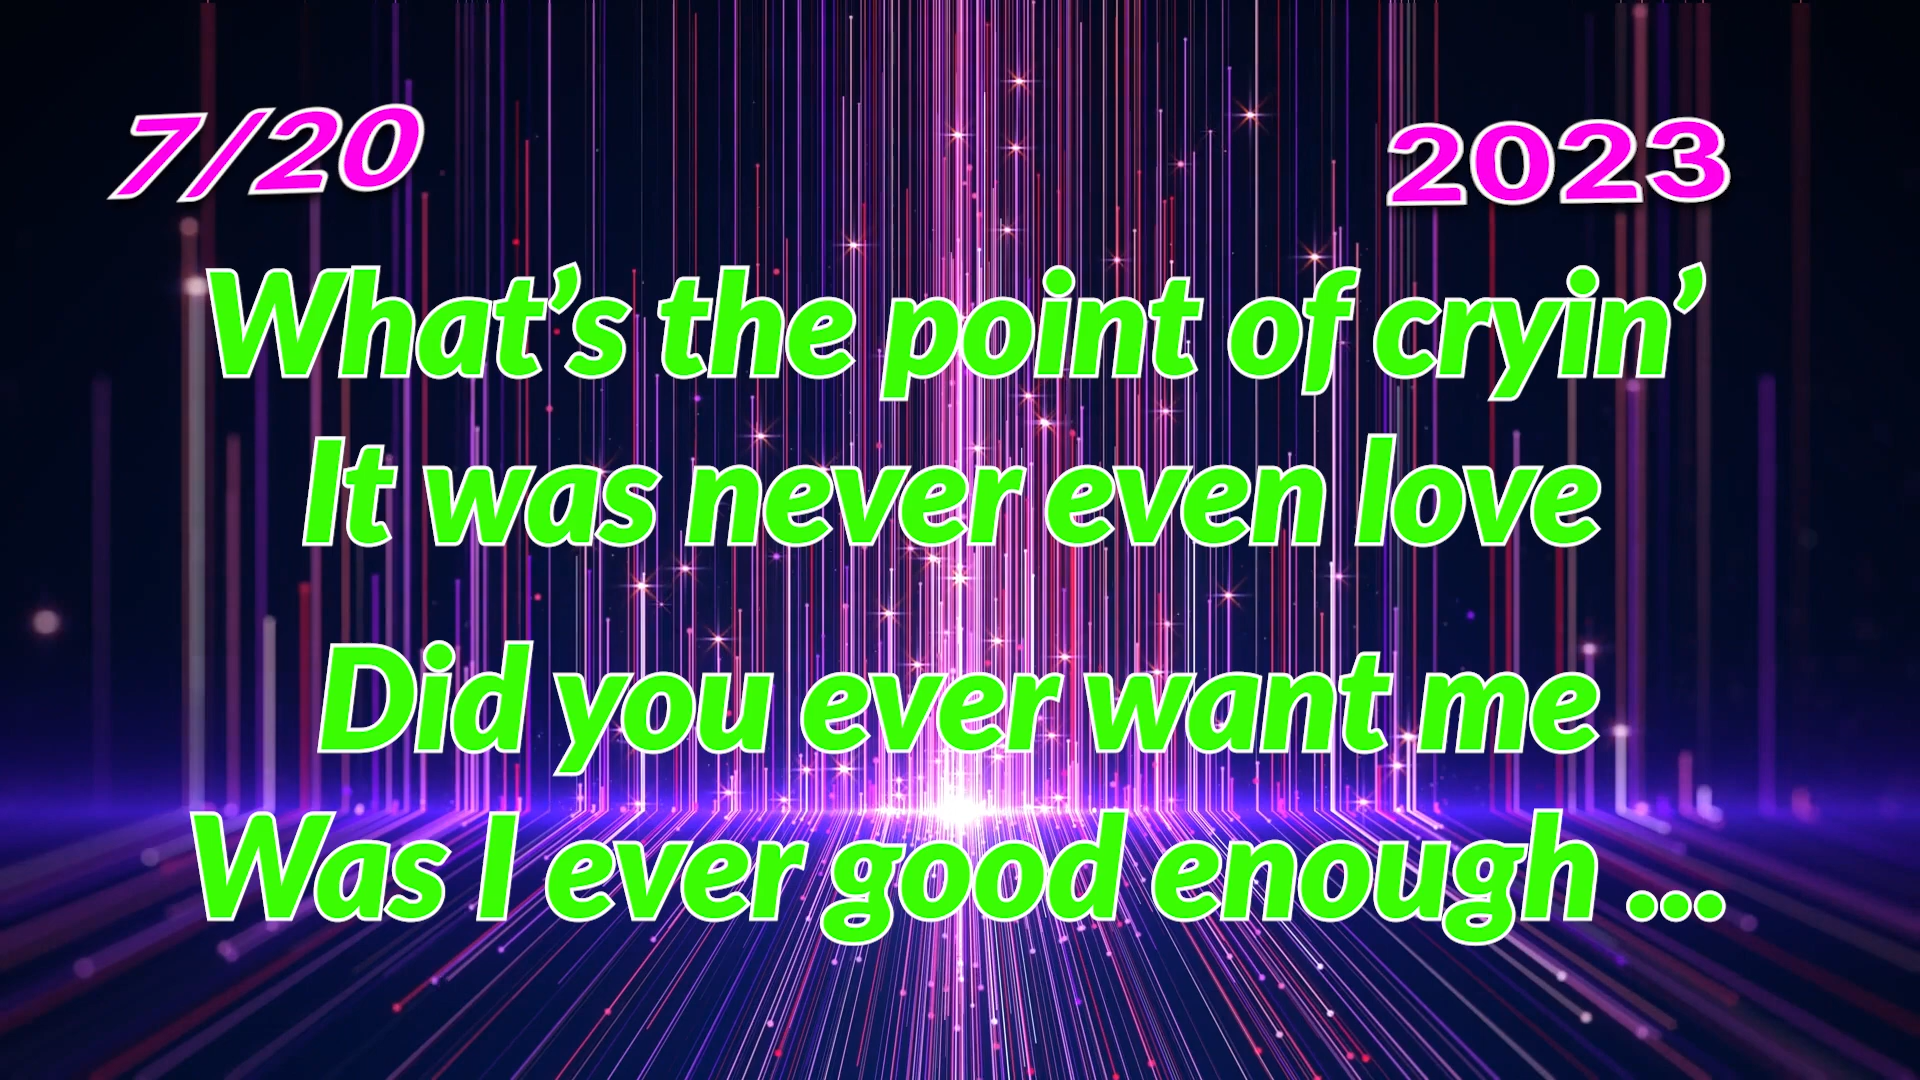 7/20 2023
What’s the point of cryin’
It was never even love
Did you ever want me
Was I ever good enough ...